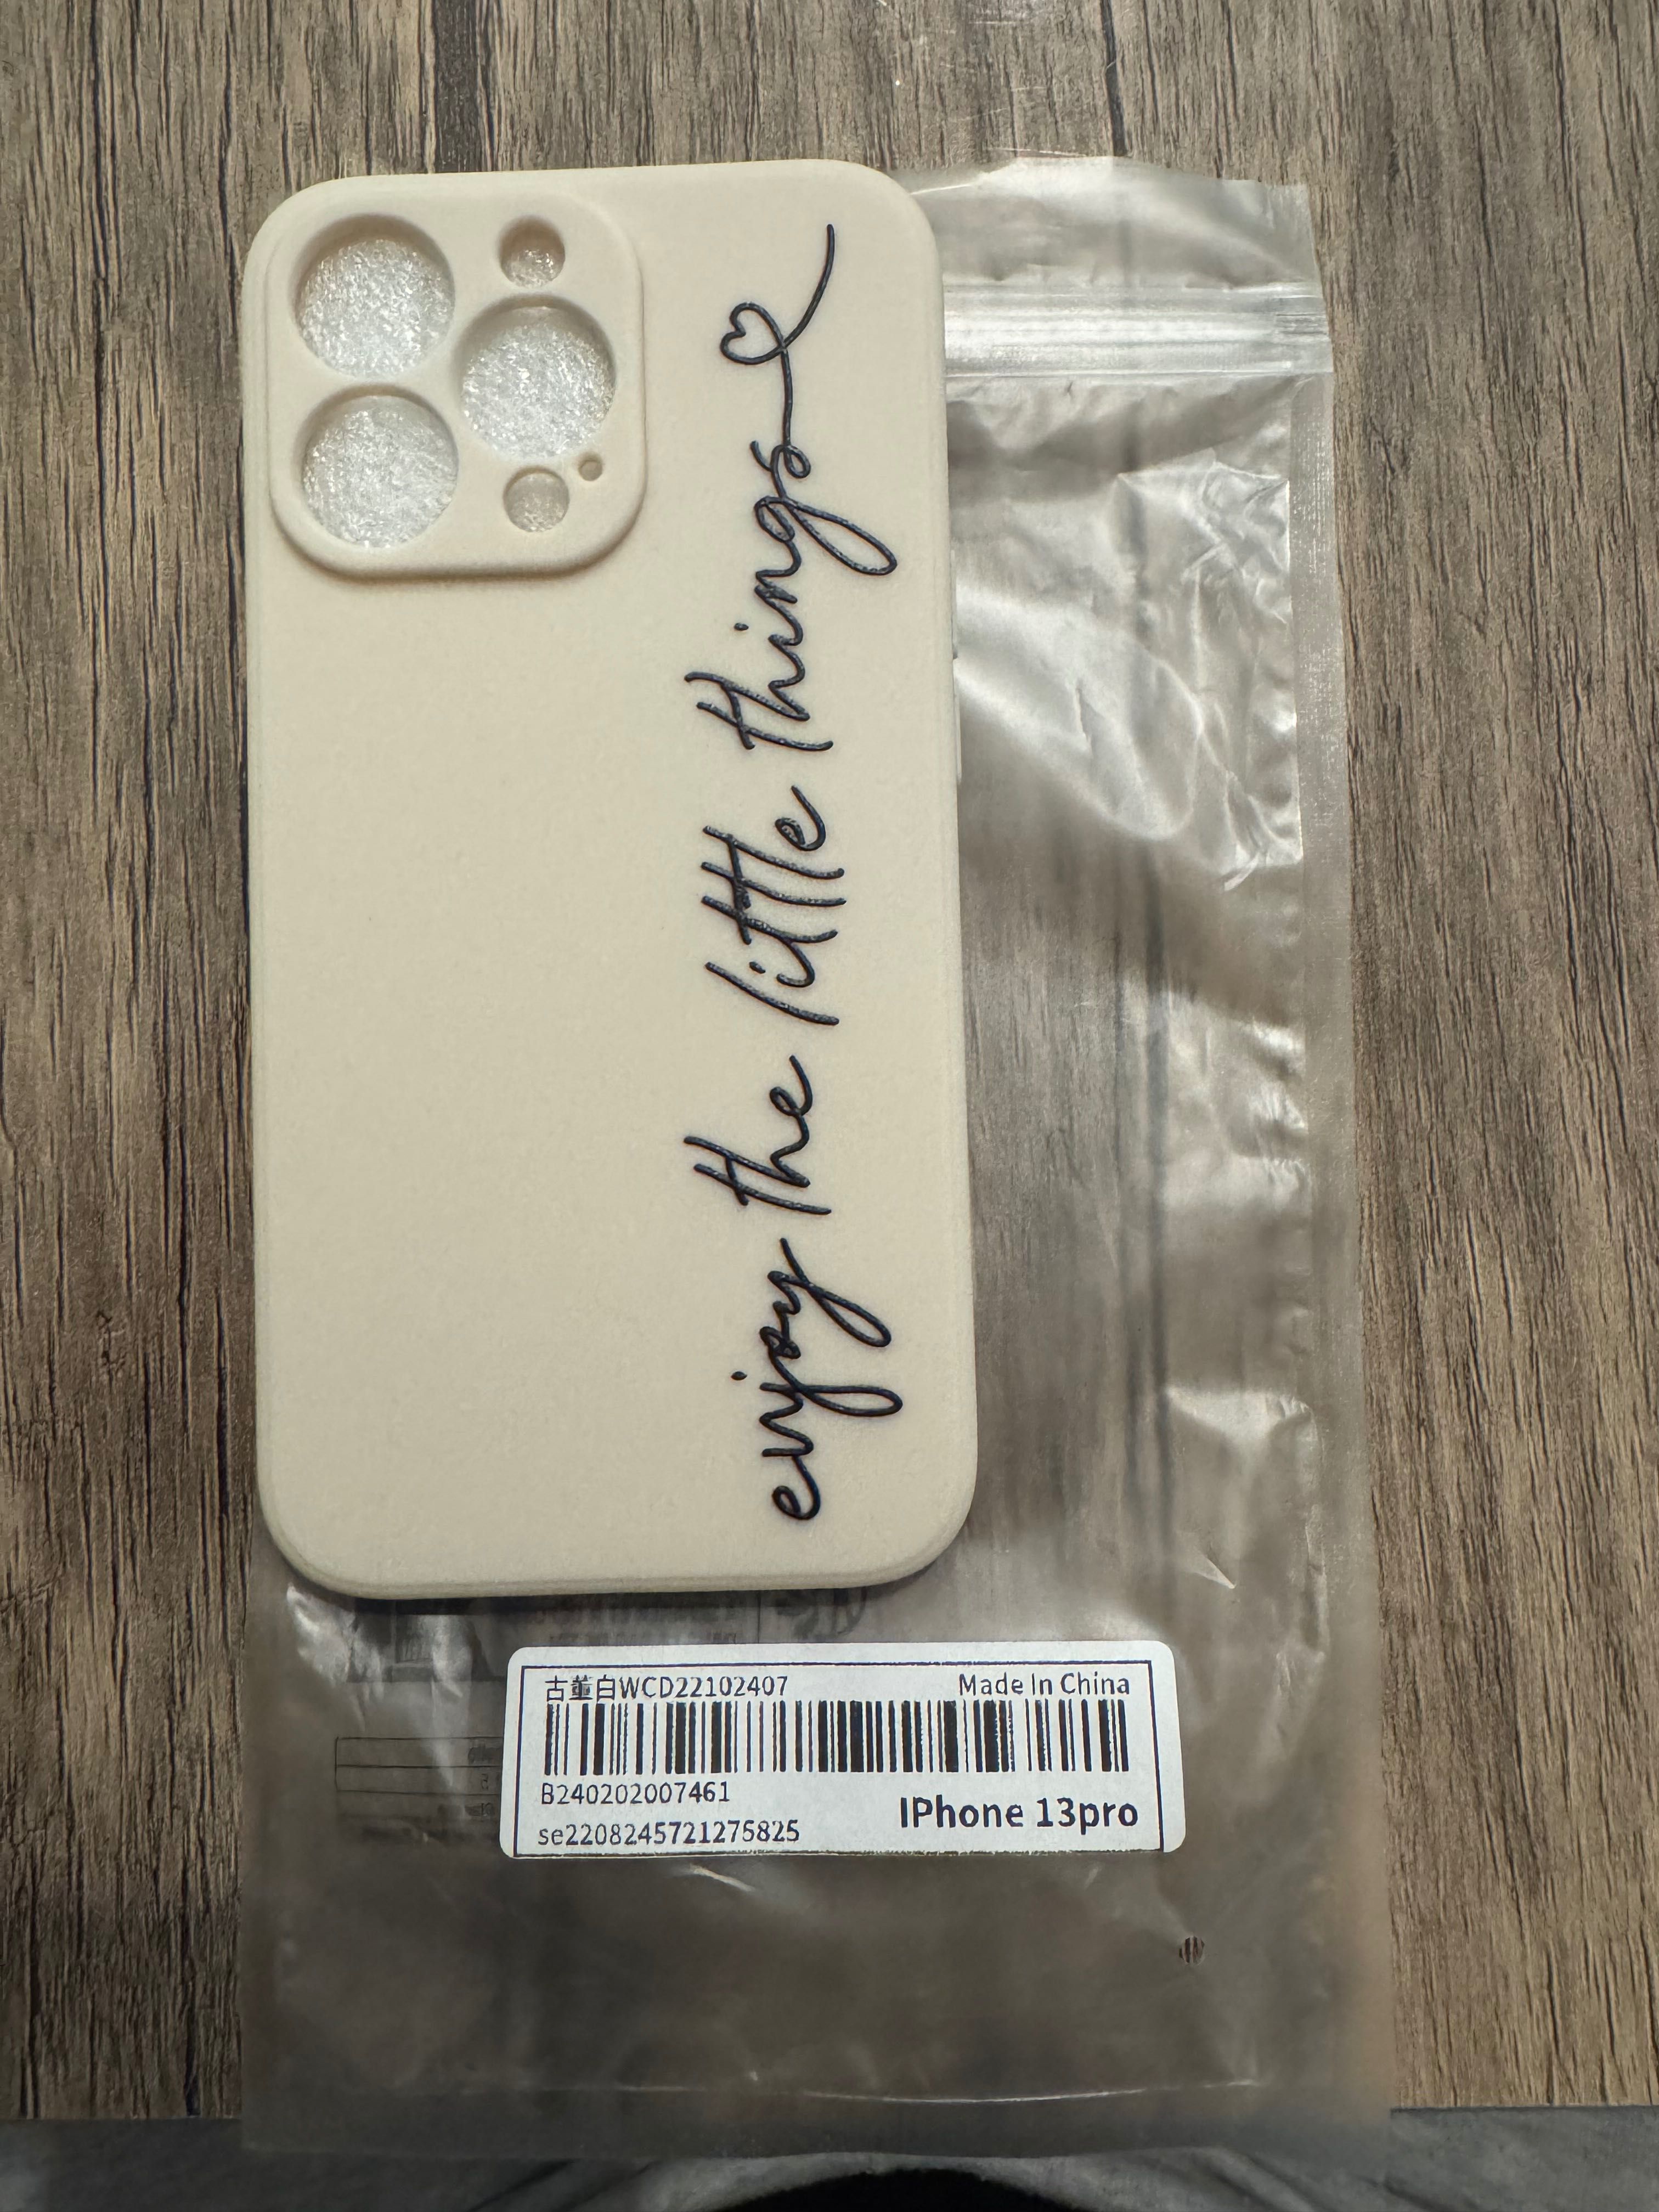 enjoy the little things
古董白WCD22102407
Made In China
B240202007461
se2208245721275825
IPhone 13pro